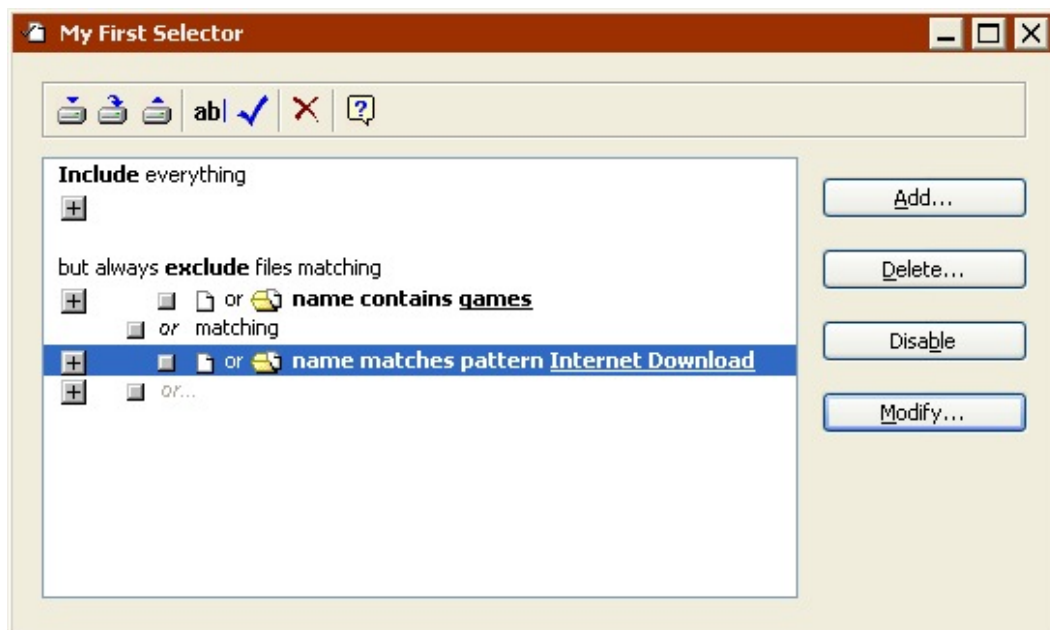 My First Selector
ab
Include everything
but always exclude files matching
or name contains games
or matching
or name matches pattern Internet Download
or...
Add...
Delete...
Disable
Modify...